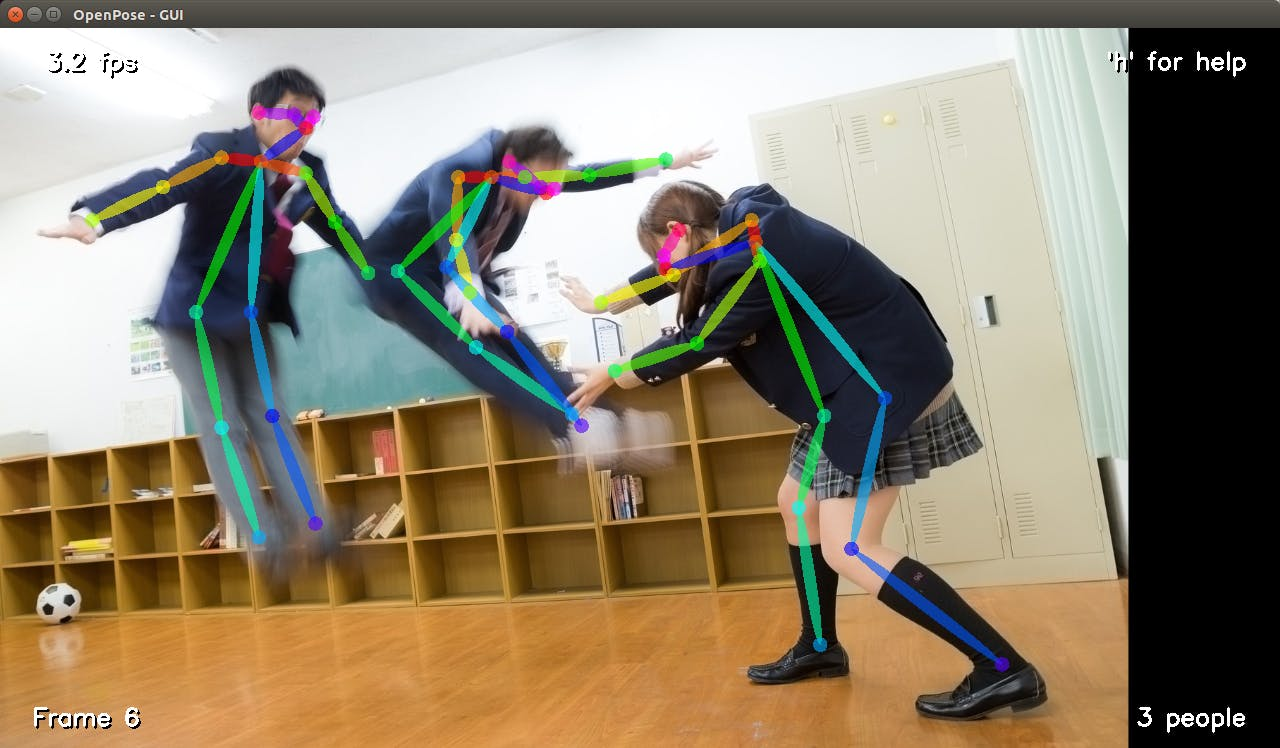 OpenPose - GUI
3.2 fps
'h' for help
Frame 6
3 people